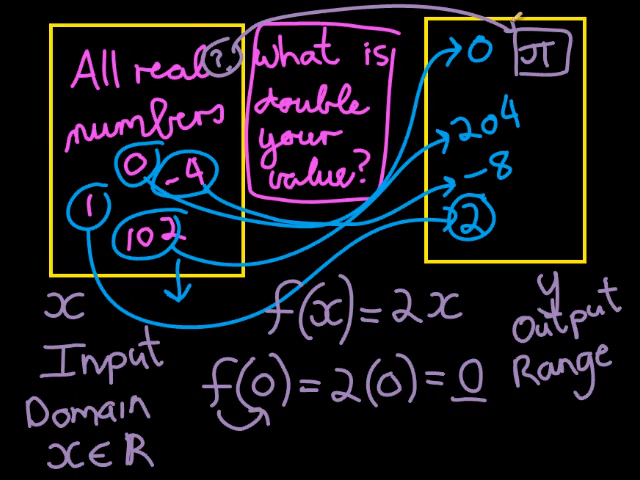 All real ?
numbers
0 -4
1
102
What is
double
your
value?
0 π
204
-8
2
x
Input
Domain
x ∈ ℝ
f(x) = 2x
f(0) = 2(0) = 0
y
Output
Range